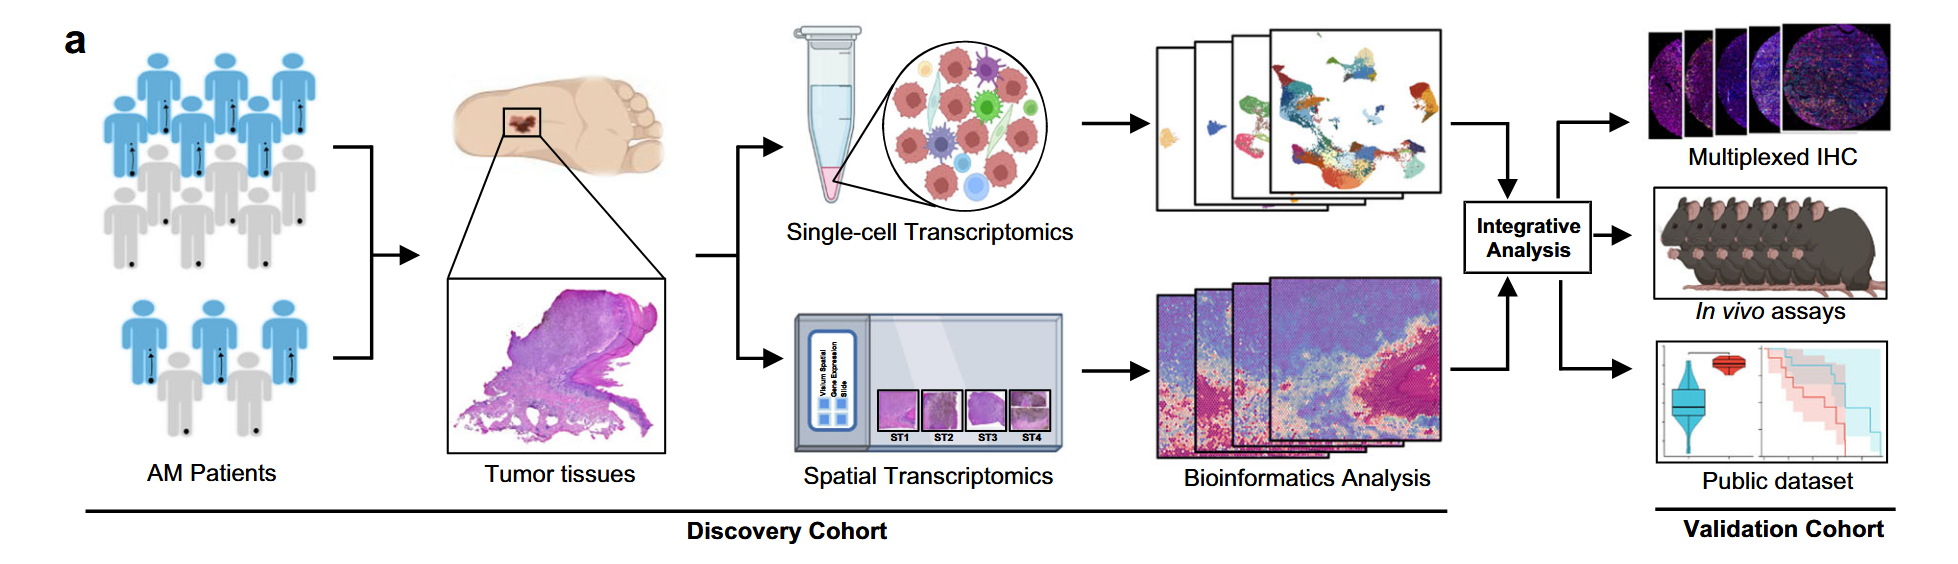 a
AM Patients
Tumor tissues
Single-cell Transcriptomics
Visium Spatial
Gene Expression
Slide
ST1 ST2 ST3 ST4
Spatial Transcriptomics
Bioinformatics Analysis
Integrative
Analysis
Multiplexed IHC
In vivo assays
Public dataset
Discovery Cohort
Validation Cohort